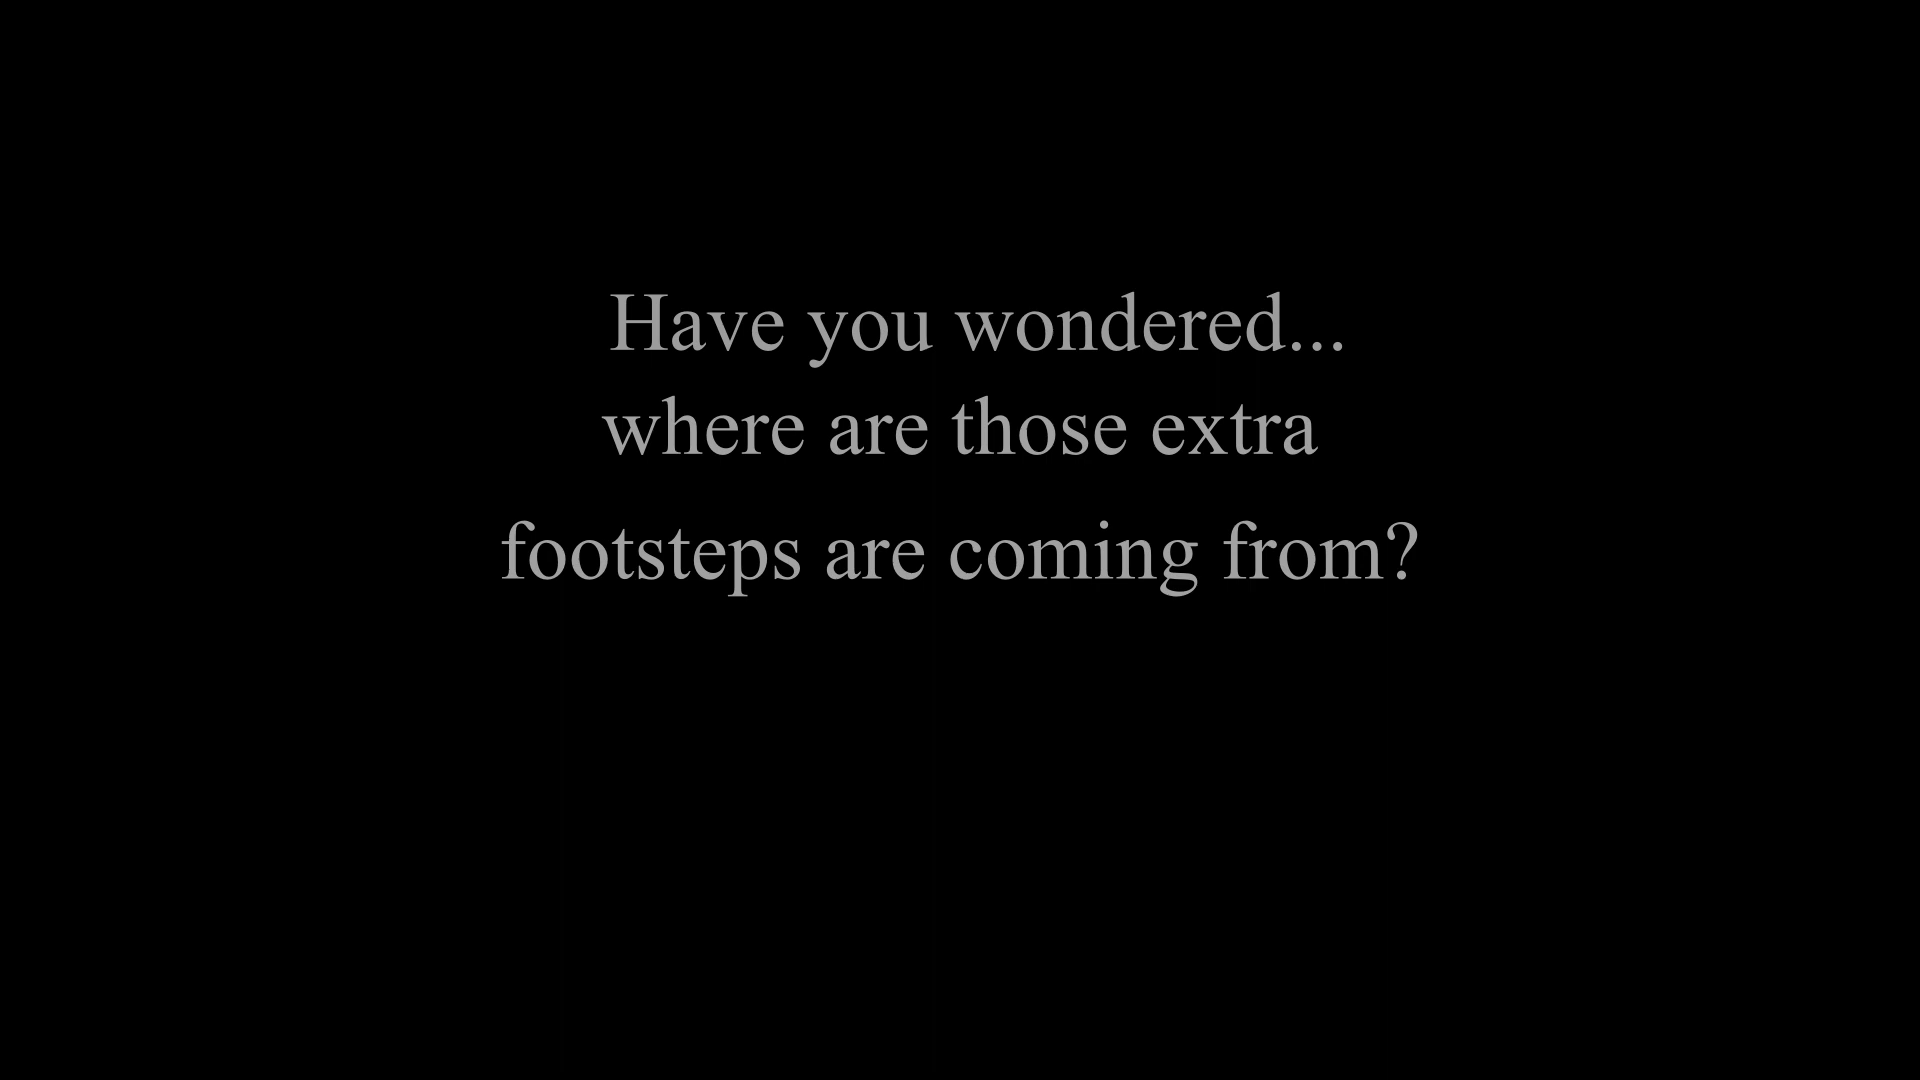 Have you wondered...
where are those extra
footsteps are coming from?